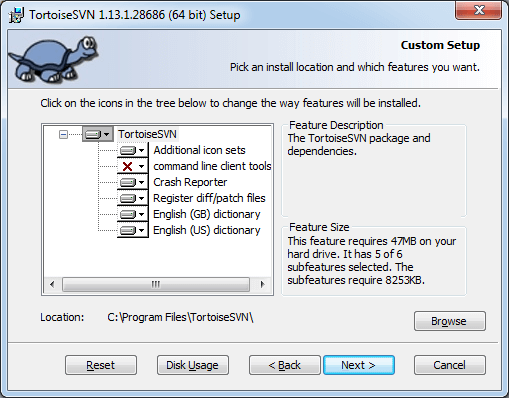 TortoiseSVN 1.13.1.28686 (64 bit) Setup
Custom Setup
Pick an install location and which features you want.
Click on the icons in the tree below to change the way features will be installed.
TortoiseSVN
Additional icon sets
command line client tools
Crash Reporter
Register diff/patch files
English (GB) dictionary
English (US) dictionary
Feature Description
The TortoiseSVN package and
dependencies.
Feature Size
This feature requires 47MB on your
hard drive. It has 5 of 6
subfeatures selected. The
subfeatures require 8253KB.
Location: C:\Program Files\TortoiseSVN\
Browse
Reset Disk Usage < Back Next > Cancel